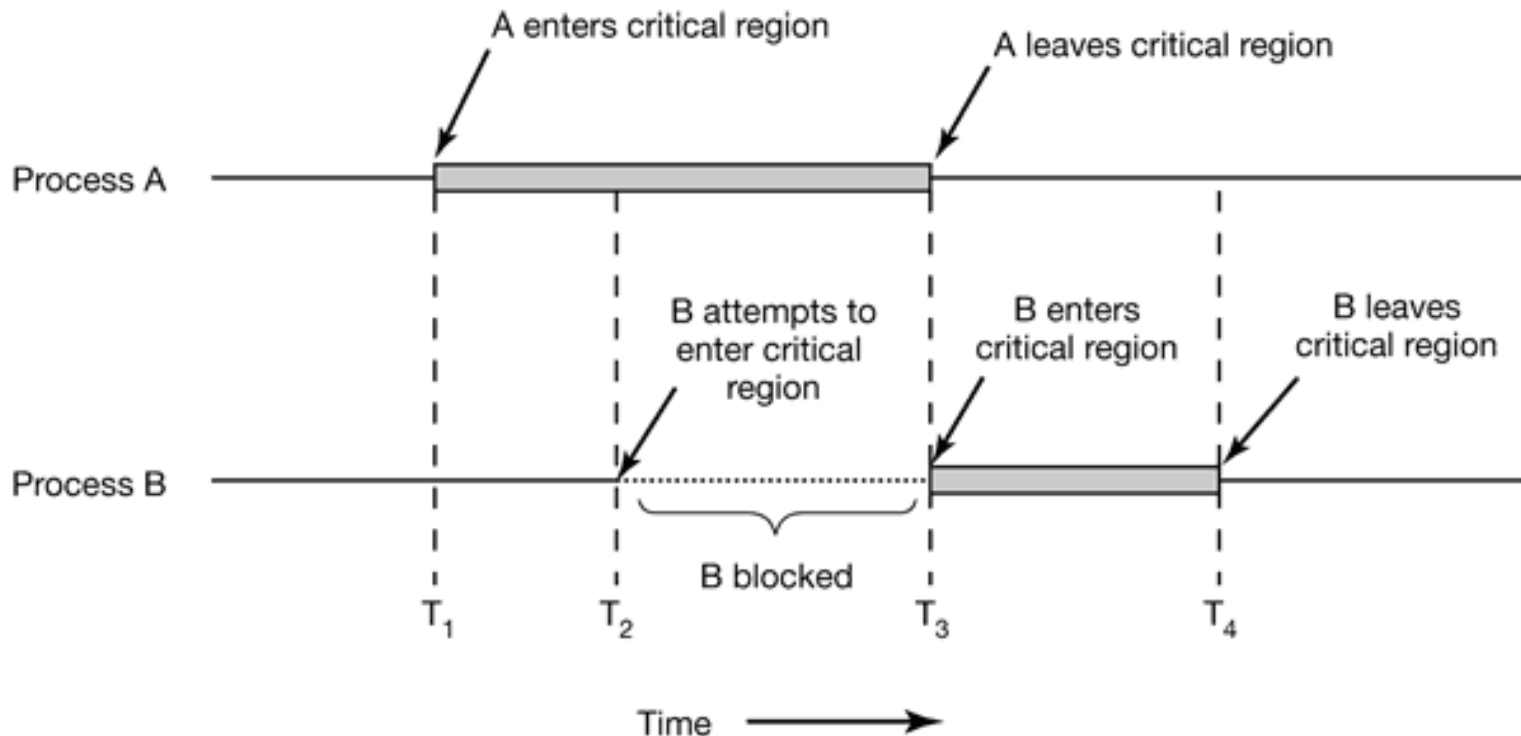 A enters critical region
A leaves critical region
Process A
B attempts to
enter critical
region
B enters
critical region
B leaves
critical region
Process B
B blocked
T1
T2
T3
T4
Time